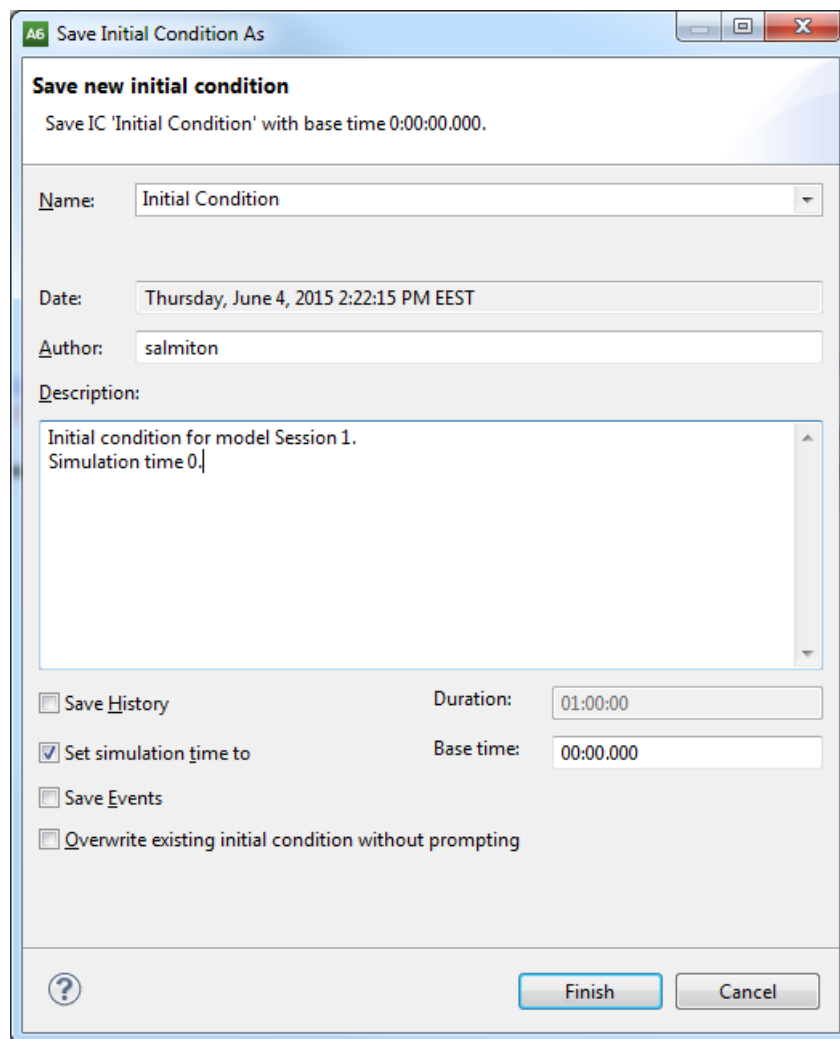 A6 Save Initial Condition As
Save new initial condition
Save IC 'Initial Condition' with base time 0:00:00.000.
Name: Initial Condition
Date: Thursday, June 4, 2015 2:22:15 PM EEST
Author: salmiton
Description:
Initial condition for model Session 1.
Simulation time 0.
Save History Duration: 01:00:00
Set simulation time to Base time: 00:00.000
Save Events
Overwrite existing initial condition without prompting
? Finish Cancel